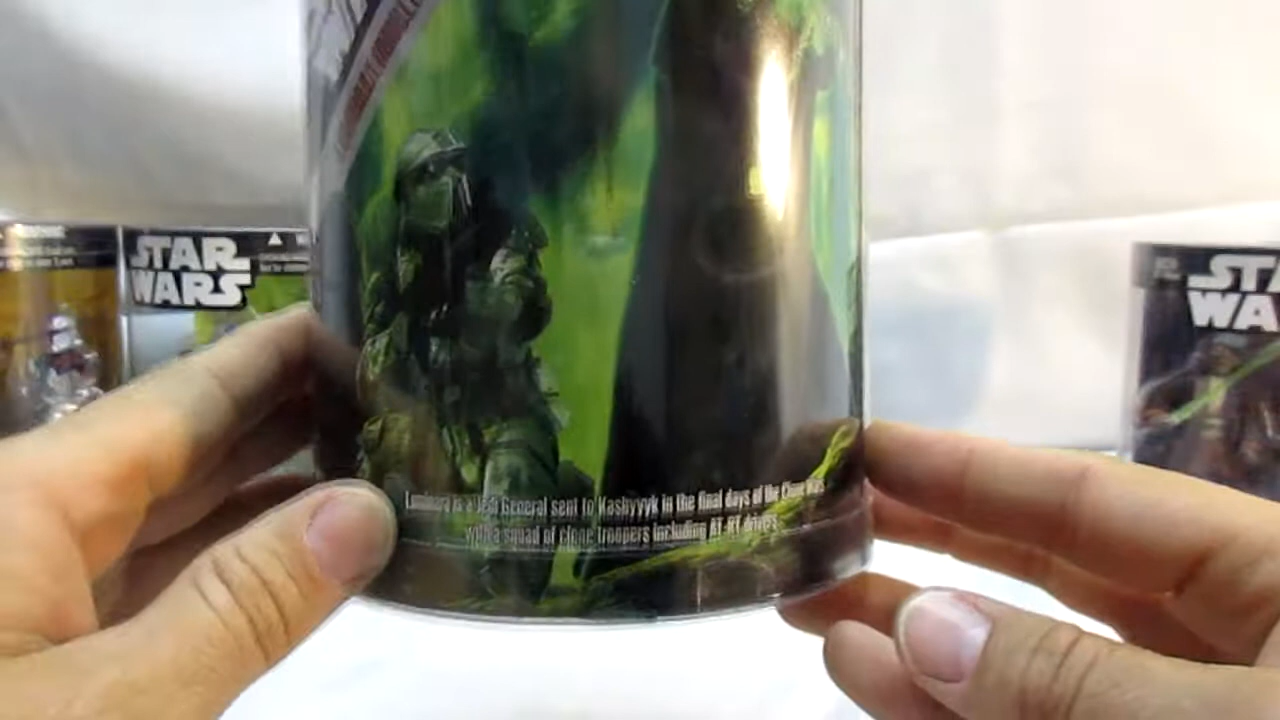 STAR
WARS
Luminara is a Jedi General sent to Kashyyyk in the final days of the Clone Wars
with a squad of clone troopers including AT-RT drivers
STA
WA